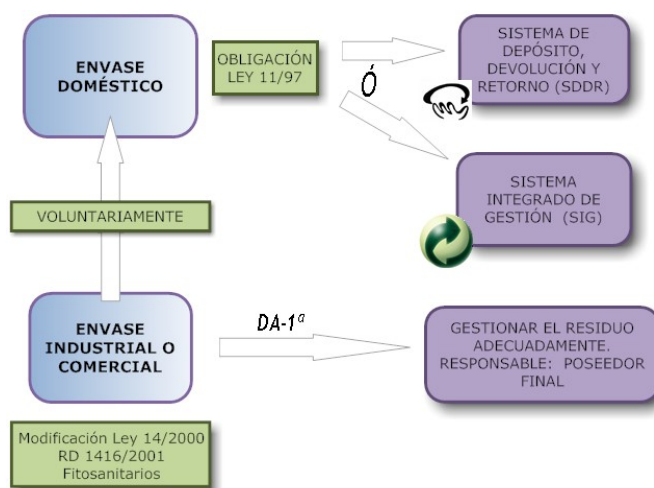 ENVASE
DOMÉSTICO
OBLIGACIÓN
LEY 11/97
Ó
SISTEMA DE
DEPÓSITO,
DEVOLUCIÓN Y
RETORNO (SDDR)
SISTEMA
INTEGRADO DE
GESTIÓN (SIG)
VOLUNTARIAMENTE
ENVASE
INDUSTRIAL O
COMERCIAL
DA-1ª
GESTIONAR EL RESIDUO
ADECUADAMENTE.
RESPONSABLE: POSEEDOR
FINAL
Modificación Ley 14/2000
RD 1416/2001
Fitosanitarios